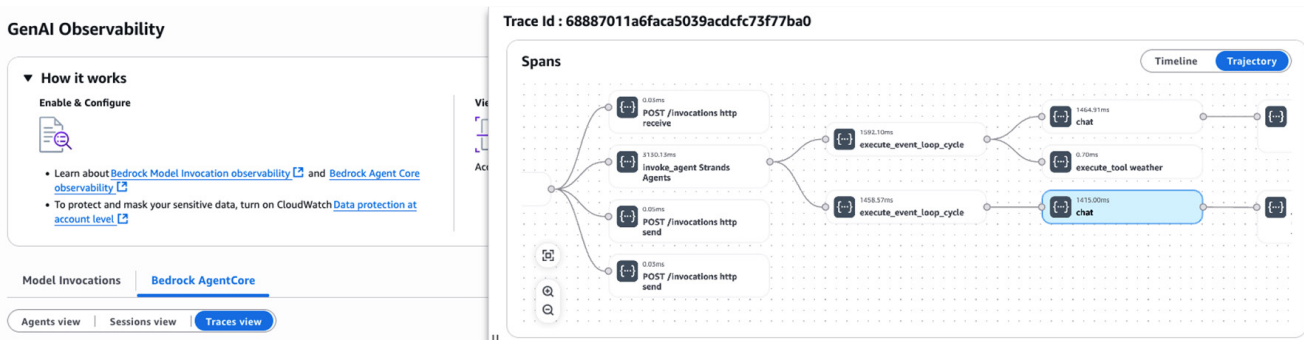 GenAI Observability
▼ How it works
Enable & Configure
• Learn about Bedrock Model Invocation observability and Bedrock Agent Core
observability
• To protect and mask your sensitive data, turn on CloudWatch Data protection at
account level
Model Invocations
Bedrock AgentCore
Agents view
Sessions view
Traces view
Trace Id : 68887011a6faca5039acdcfc73f77ba0
Spans
Timeline
Trajectory
0.03ms
POST /invocations http
receive
3130.13ms
invoke_agent Strands
Agents
0.05ms
POST /invocations http
send
0.03ms
POST /invocations http
send
1592.10ms
execute_event_loop_cycle
1458.57ms
execute_event_loop_cycle
1464.91ms
chat
0.70ms
execute_tool weather
1415.00ms
chat